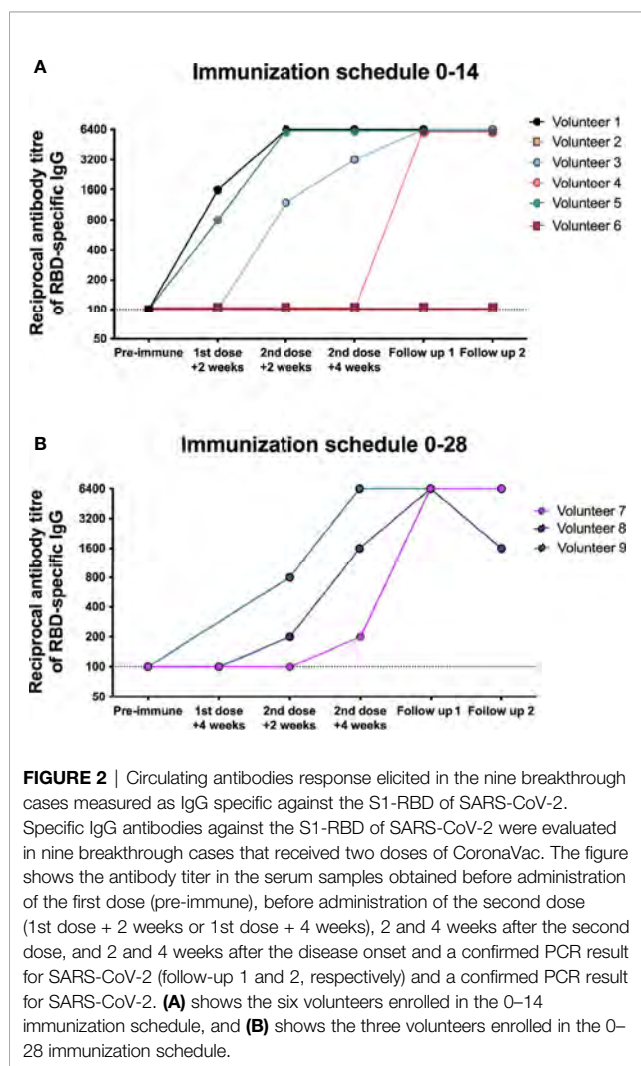 A
Immunization schedule 0-14
Reciprocal antibody titre
of RBD-specific IgG
6400
3200
1600
800
400
200
100
50
Pre-immune
1st dose
+2 weeks
2nd dose
+2 weeks
2nd dose
+4 weeks
Follow up 1
Follow up 2
Volunteer 1
Volunteer 2
Volunteer 3
Volunteer 4
Volunteer 5
Volunteer 6
B
Immunization schedule 0-28
Reciprocal antibody titre
of RBD-specific IgG
6400
3200
1600
800
400
200
100
50
Pre-immune
1st dose
+4 weeks
2nd dose
+2 weeks
2nd dose
+4 weeks
Follow up 1
Follow up 2
Volunteer 7
Volunteer 8
Volunteer 9
FIGURE 2 | Circulating antibodies response elicited in the nine breakthrough
cases measured as IgG specific against the S1-RBD of SARS-CoV-2.
Specific IgG antibodies against the S1-RBD of SARS-CoV-2 were evaluated
in nine breakthrough cases that received two doses of CoronaVac. The figure
shows the antibody titer in the serum samples obtained before administration
of the first dose (pre-immune), before administration of the second dose
(1st dose + 2 weeks or 1st dose + 4 weeks), 2 and 4 weeks after the second
dose, and 2 and 4 weeks after the disease onset and a confirmed PCR result
for SARS-CoV-2 (follow-up 1 and 2, respectively) and a confirmed PCR result
for SARS-CoV-2. (A) shows the six volunteers enrolled in the 0–14
immunization schedule, and (B) shows the three volunteers enrolled in the 0–
28 immunization schedule.